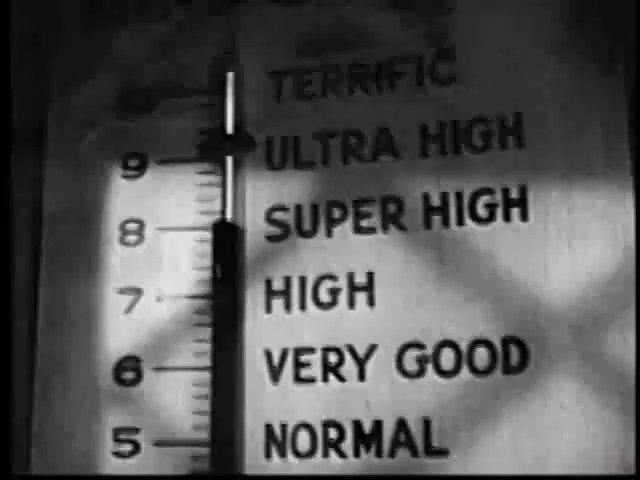 TERRIFIC
9 ULTRA HIGH
8 SUPER HIGH
7 HIGH
6 VERY GOOD
5 NORMAL